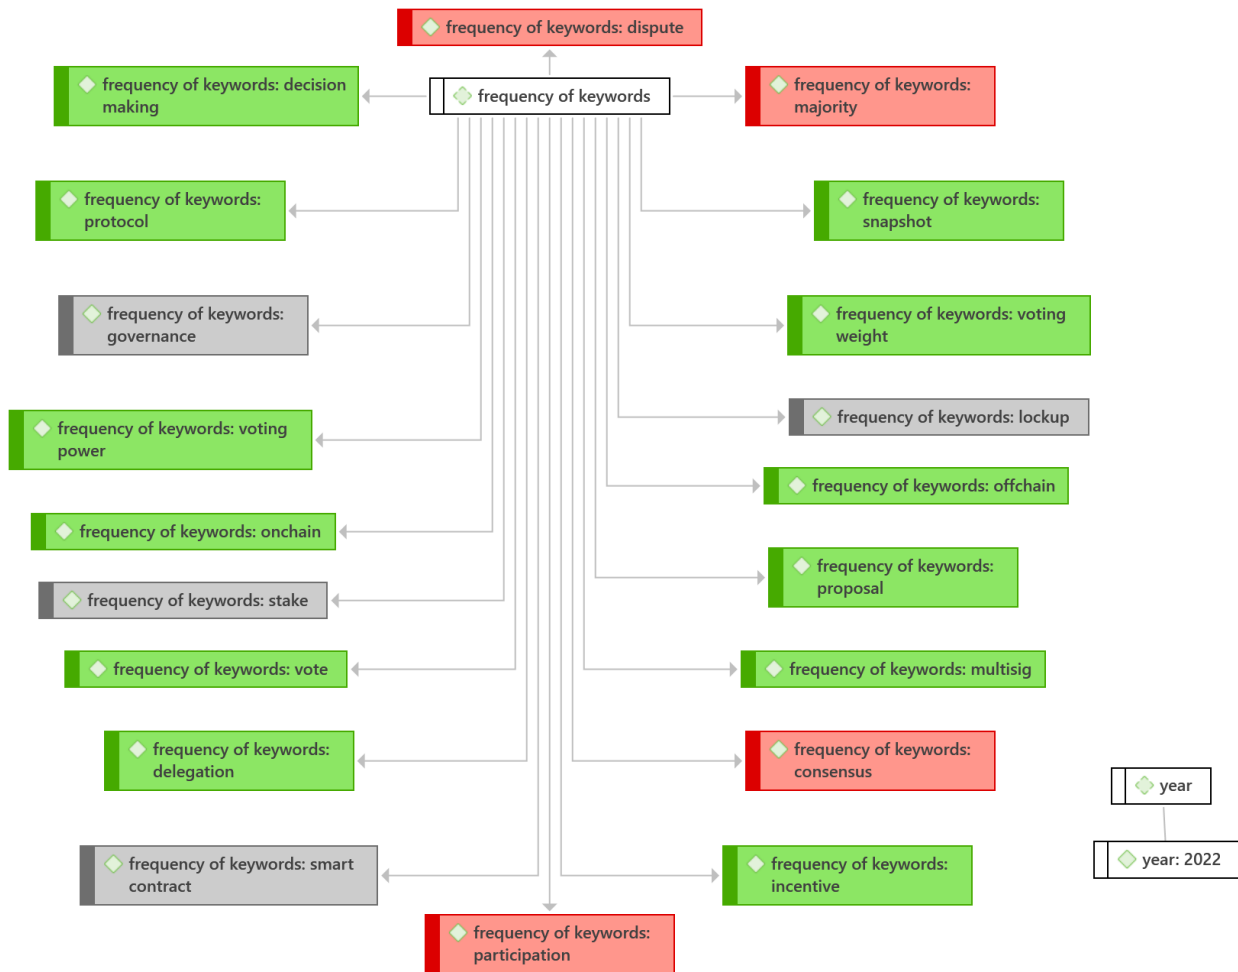 frequency of keywords: dispute
frequency of keywords: decision
making
frequency of keywords
frequency of keywords:
majority
frequency of keywords:
protocol
frequency of keywords:
snapshot
frequency of keywords:
governance
frequency of keywords: voting
weight
frequency of keywords: voting
power
frequency of keywords: lockup
frequency of keywords: offchain
frequency of keywords: onchain
frequency of keywords:
proposal
frequency of keywords: stake
frequency of keywords: vote
frequency of keywords: multisig
frequency of keywords:
delegation
frequency of keywords:
consensus
year
year: 2022
frequency of keywords: smart
contract
frequency of keywords:
incentive
frequency of keywords:
participation